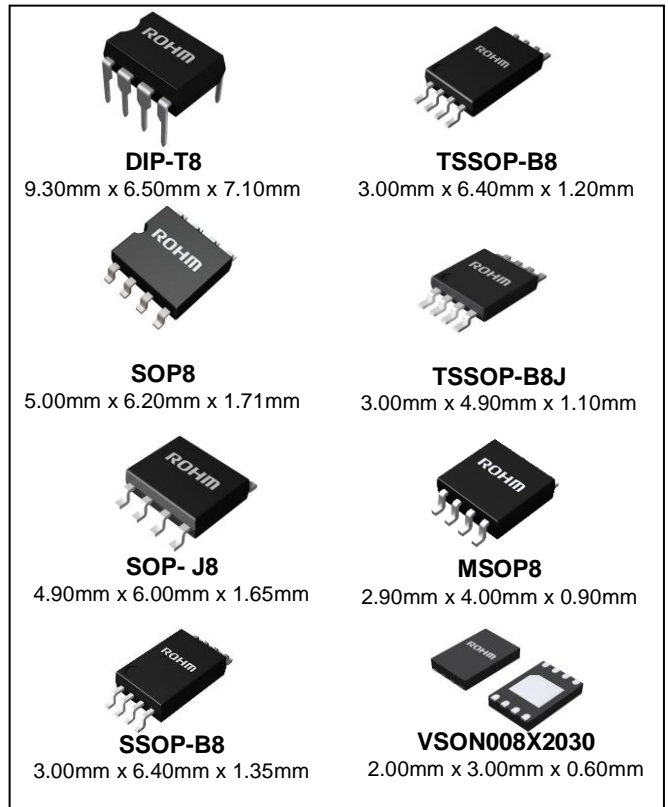 ROHM
DIP-T8
9.30mm x 6.50mm x 7.10mm
ROHM
TSSOP-B8
3.00mm x 6.40mm x 1.20mm
ROHM
SOP8
5.00mm x 6.20mm x 1.71mm
ROHM
TSSOP-B8J
3.00mm x 4.90mm x 1.10mm
ROHM
SOP- J8
4.90mm x 6.00mm x 1.65mm
ROHM
MSOP8
2.90mm x 4.00mm x 0.90mm
ROHM
SSOP-B8
3.00mm x 6.40mm x 1.35mm
ROHM
VSON008X2030
2.00mm x 3.00mm x 0.60mm